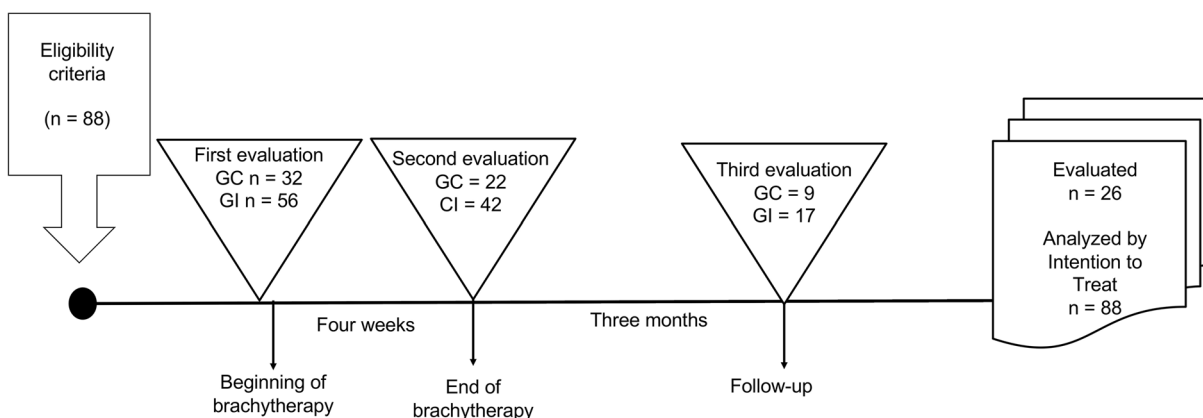 Eligibility
criteria
(n = 88)
First evaluation
GC n = 32
GI n = 56
Second evaluation
GC = 22
CI = 42
Third evaluation
GC = 9
GI = 17
Evaluated
n = 26
Analyzed by
Intention to
Treat
n = 88
Four weeks
Three months
Beginning of
brachytherapy
End of
brachytherapy
Follow-up